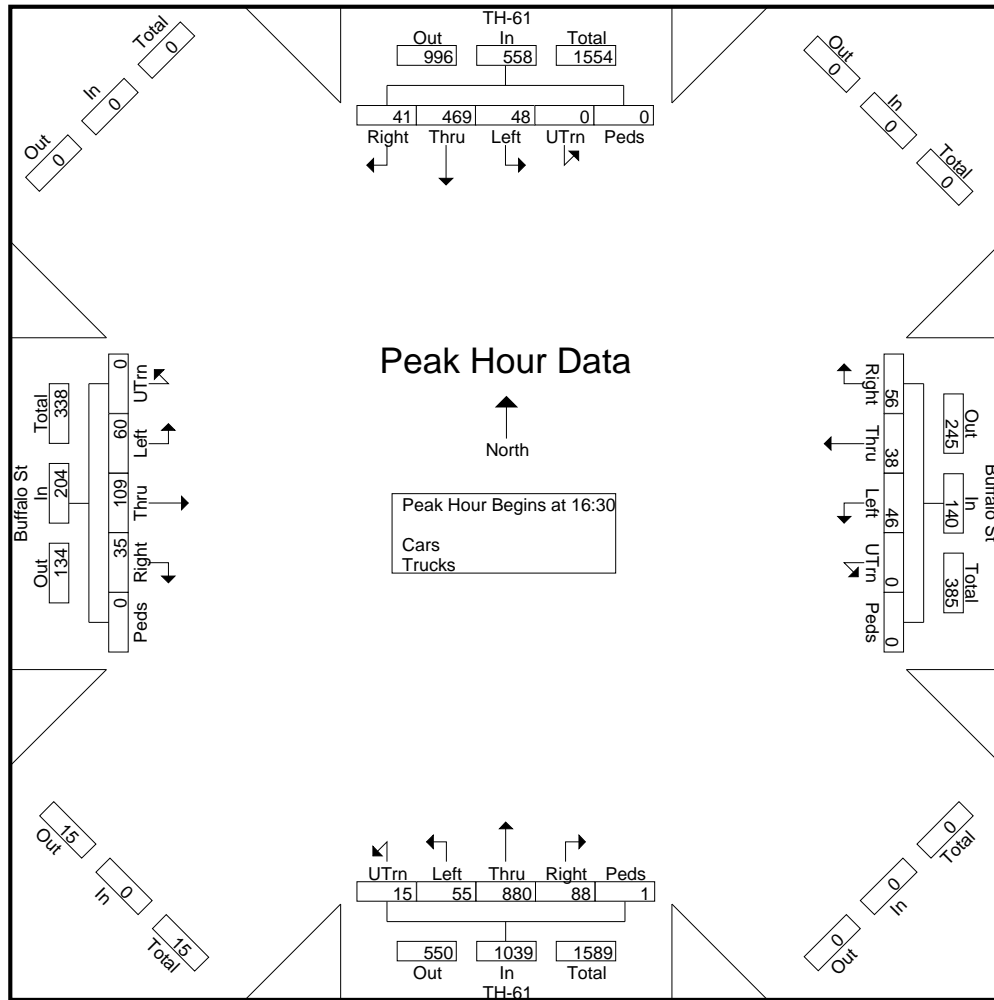 TH-61
Out In Total
996 558 1554
41 469 48 0 0
Right Thru Left UTrn Peds
Out In Total
0 0 0
Out In Total
0 0 0
Buffalo St
Total In Out
338 204 134
0 60 109 35 0
UTrn Left Thru Right Peds
Peak Hour Data
North
Peak Hour Begins at 16:30
Cars
Trucks
Right Thru Left UTrn Peds
56 38 46 0 0
Out In Total
245 140 385
Buffalo St
Out In Total
15 0 15
UTrn Left Thru Right Peds
15 55 880 88 1
550 1039 1589
Out In Total
TH-61
Total In Out
0 0 0